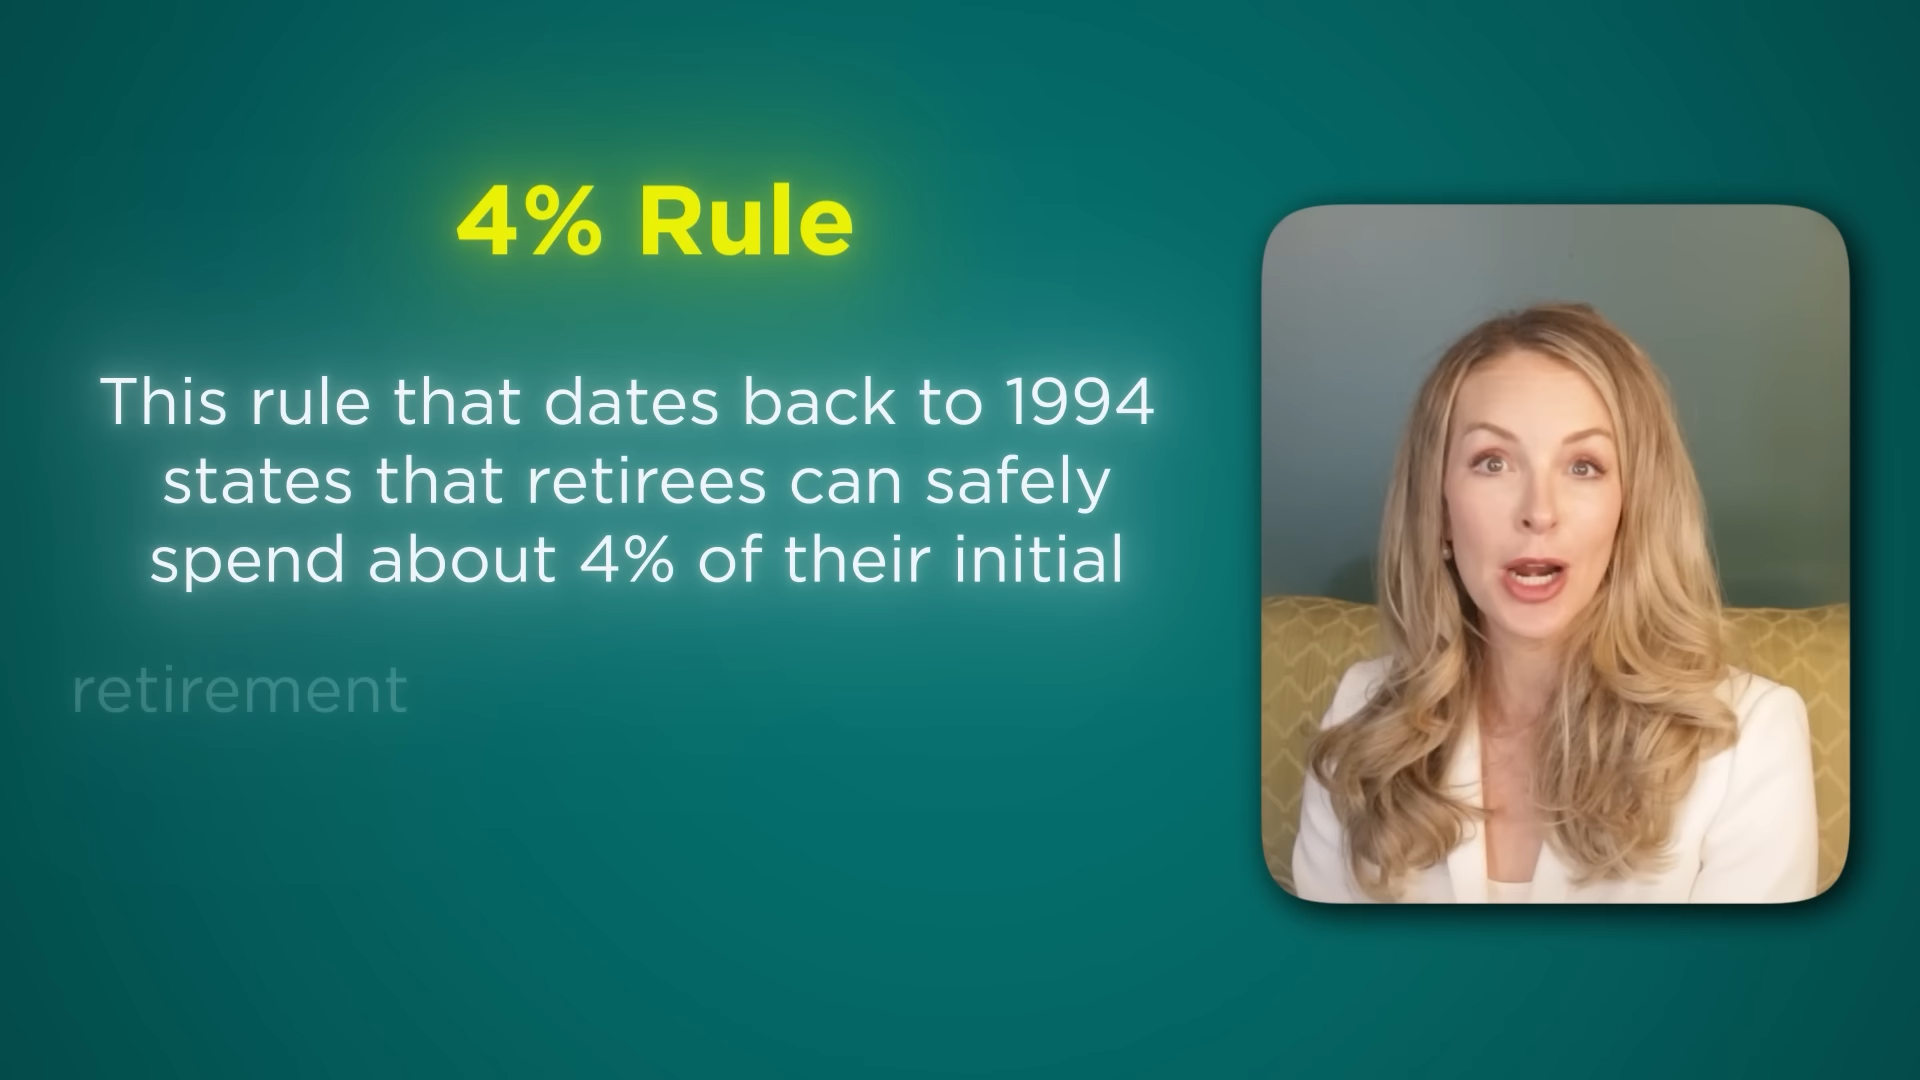 4% Rule
This rule that dates back to 1994
states that retirees can safely
spend about 4% of their initial
retirement